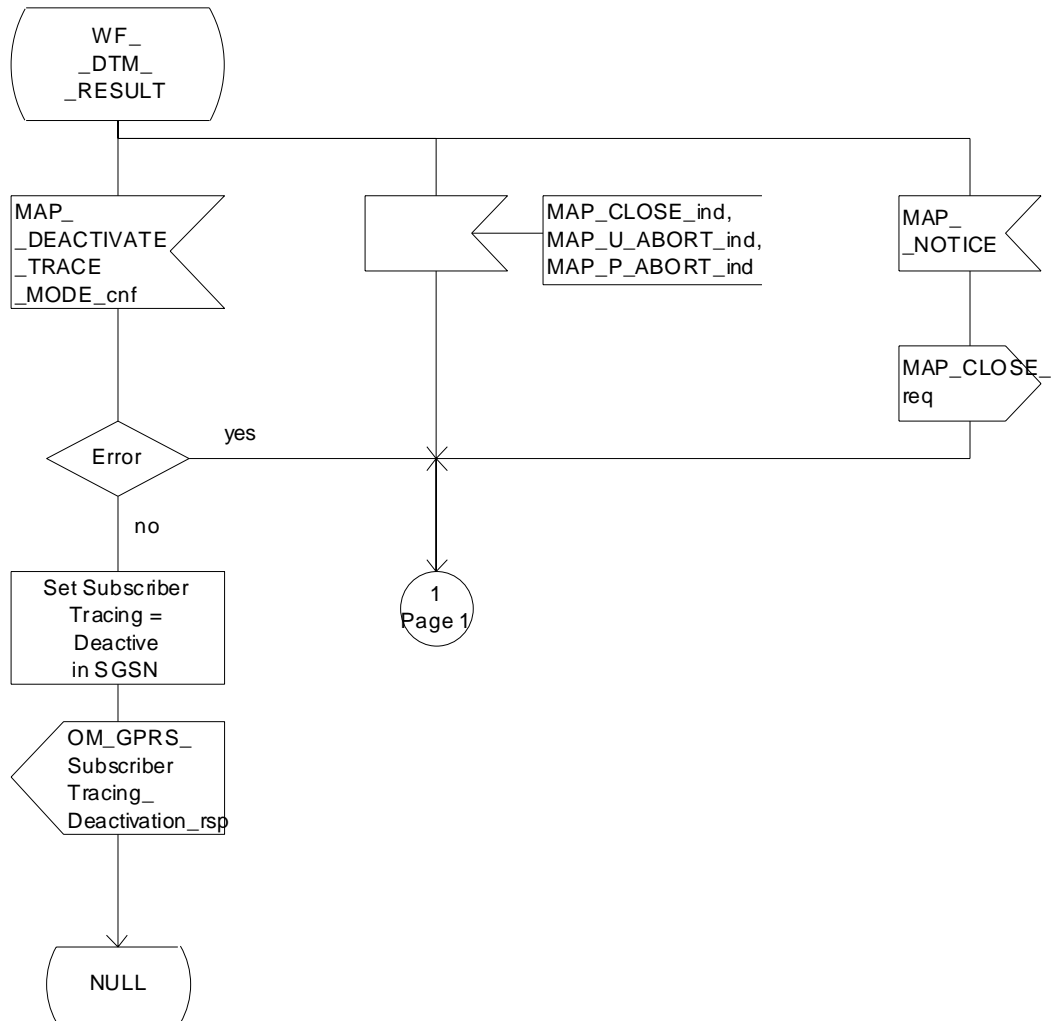 WF_
_DTM_
_RESULT
MAP_
_DEACTIVATE
_TRACE
_MODE_cnf
MAP_CLOSE_ind,
MAP_U_ABORT_ind,
MAP_P_ABORT_ind
MAP_
_NOTICE
MAP_CLOSE_
req
Error
yes
no
Set Subscriber
Tracing =
Deactive
in SGSN
1
Page 1
OM_GPRS_
Subscriber
Tracing_
Deactivation_rsp
NULL